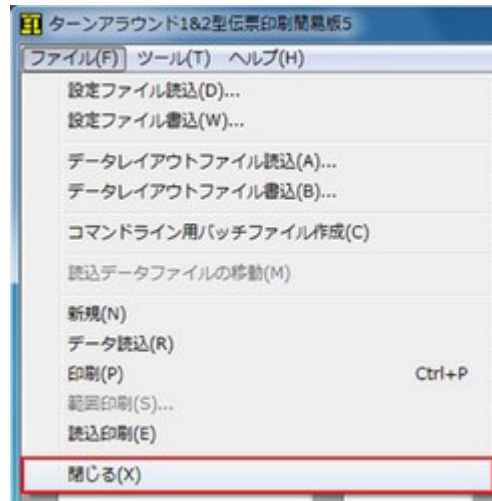 ターンアラウンド1&2型伝票印刷簡易版5
ファイル(F) ツール(T) ヘルプ(H)
設定ファイル読込(D)...
設定ファイル書込(W)...
データレイアウトファイル読込(A)...
データレイアウトファイル書込(B)...
コマンドライン用バッチファイル作成(C)
読込データファイルの移動(M)
新規(N)
データ読込(R)
印刷(P) Ctrl+P
範囲印刷(S)...
読込印刷(E)
閉じる(X)